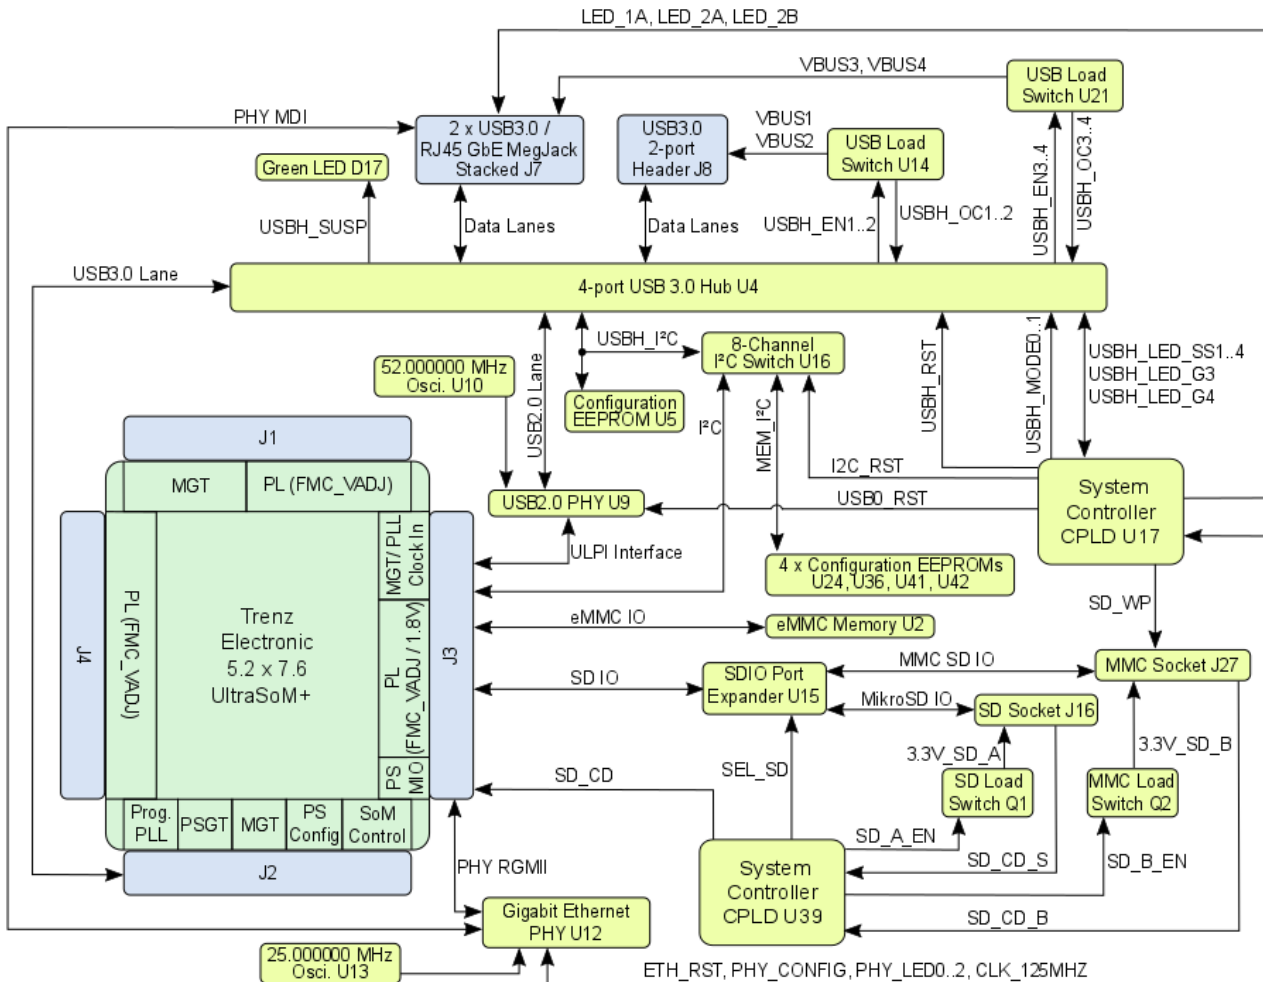 LED_1A, LED_2A, LED_2B
VBUS3, VBUS4
USB Load
Switch U21
PHY MDI
2 x USB3.0 /
RJ45 GbE MegJack
Stacked J7
USB3.0
2-port
Header J8
VBUS1
VBUS2
USB Load
Switch U14
Green LED D17
USBH_SUSP
Data Lanes
Data Lanes
USBH_EN1..2
USBH_OC1..2
USBH_EN3..4
USBH_OC3..4
USB3.0 Lane
4-port USB 3.0 Hub U4
USBH_I²C
8-Channel
I²C Switch U16
52.000000 MHz
Osci. U10
USB2.0 Lane
Configuration
EEPROM U5
I²C
MEM_I²C
USBH_RST
USBH_MODE0..1
USBH_LED_SS1..4
USBH_LED_G3
USBH_LED_G4
J1
MGT
PL (FMC_VADJ)
I2C_RST
USB0_RST
System
Controller
CPLD U17
USB2.0 PHY U9
ULPI Interface
MGT/ PLL
Clock In
4 x Configuration EEPROMs
U24, U36, U41, U42
SD_WP
J4
PL (FMC_VADJ)
Trenz
Electronic
5.2 x 7.6
UltraSoM+
PL
(FMC_VADJ / 1.8V)
J3
eMMC IO
eMMC Memory U2
SD IO
SDIO Port
Expander U15
MMC SD IO
MMC Socket J27
MikroSD IO
SD Socket J16
PS
MIO
SD_CD
SEL_SD
3.3V_SD_A
3.3V_SD_B
SD Load
Switch Q1
MMC Load
Switch Q2
Prog.
PLL
PSGT
MGT
PS
Config
SoM
Control
J2
PHY RGMII
System
Controller
CPLD U39
SD_A_EN
SD_CD_S
SD_B_EN
SD_CD_B
Gigabit Ethernet
PHY U12
25.000000 MHz
Osci. U13
ETH_RST, PHY_CONFIG, PHY_LED0..2, CLK_125MHZ